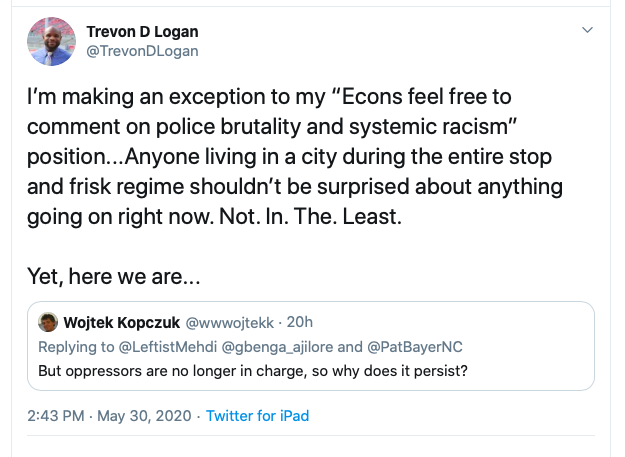 Trevon D Logan
@TrevonDLogan
I’m making an exception to my “Econs feel free to
comment on police brutality and systemic racism”
position...Anyone living in a city during the entire stop
and frisk regime shouldn’t be surprised about anything
going on right now. Not. In. The. Least.
Yet, here we are...
Wojtek Kopczuk @wwwojtekk · 20h
Replying to @LeftistMehdi @gbenga_ajilore and @PatBayerNC
But oppressors are no longer in charge, so why does it persist?
2:43 PM · May 30, 2020 · Twitter for iPad